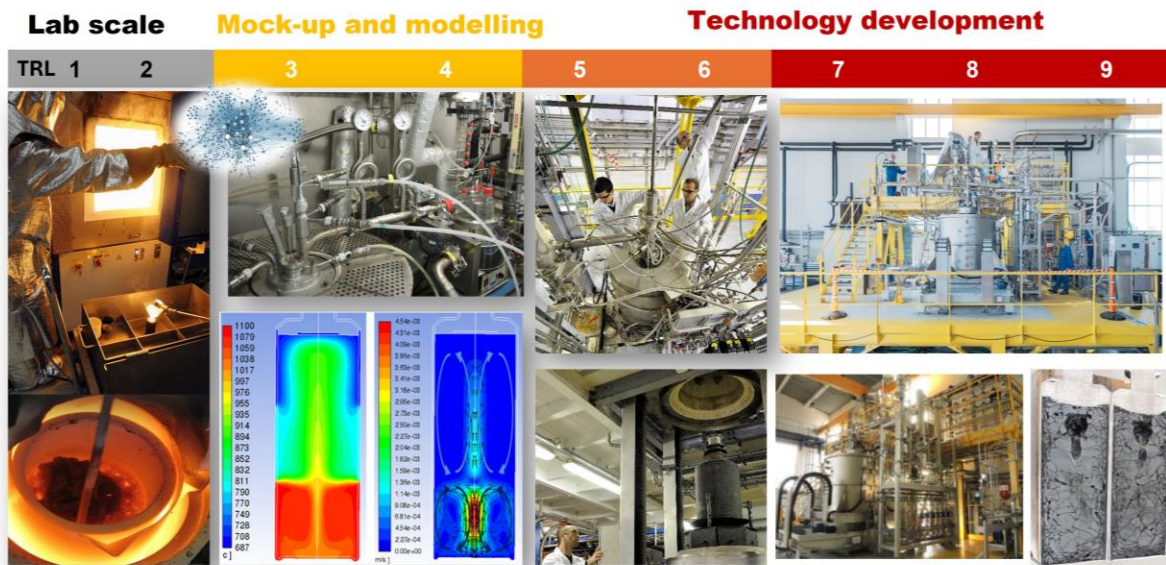 Lab scale
Mock-up and modelling
Technology development
TRL 1 2 3 4 5 6 7 8 9
1100
1079
1059
1038
1017
997
976
955
935
914
894
873
852
832
811
790
770
749
728
708
687
c ]
4.54e-03
4.31e-03
4.09e-03
3.86e-03
3.63e-03
3.41e-03
3.18e-03
2.95e-03
2.73e-03
2.50e-03
2.27e-03
2.04e-03
1.82e-03
1.59e-03
1.36e-03
1.14e-03
9.08e-04
6.81e-04
4.54e-04
2.27e-04
0.00e+00
m/s ]